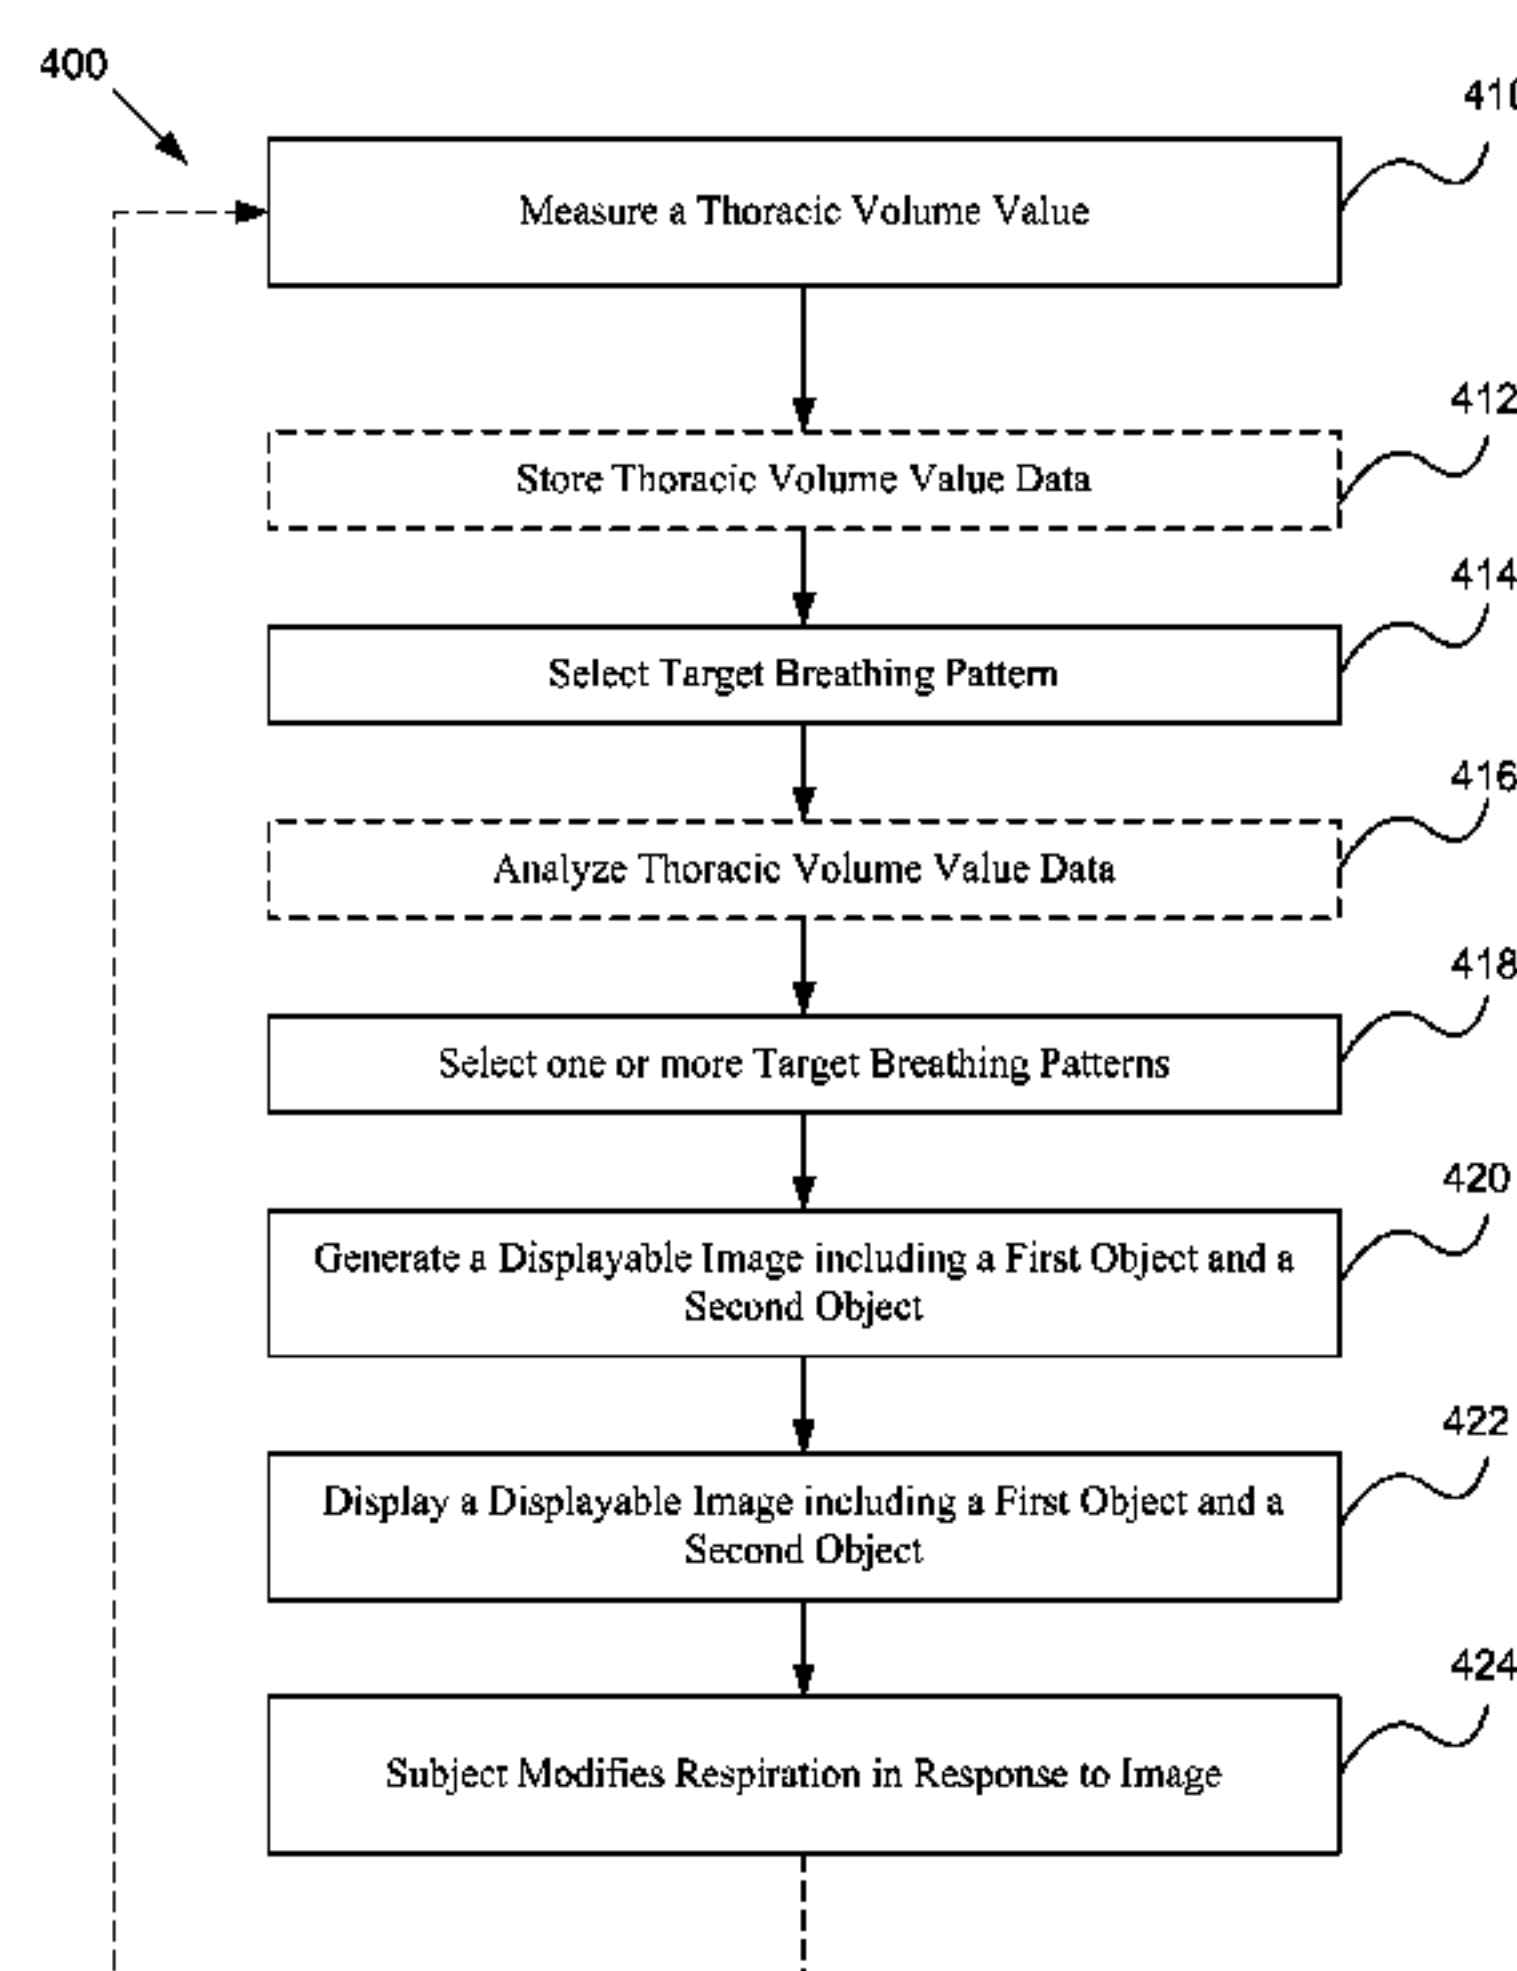 400
410
Measure a Thoracic Volume Value
412
Store Thoracic Volume Value Data
414
Select Target Breathing Pattern
416
Analyze Thoracic Volume Value Data
418
Select one or more Target Breathing Patterns
420
Generate a Displayable Image including a First Object and a
Second Object
422
Display a Displayable Image including a First Object and a
Second Object
424
Subject Modifies Respiration in Response to Image